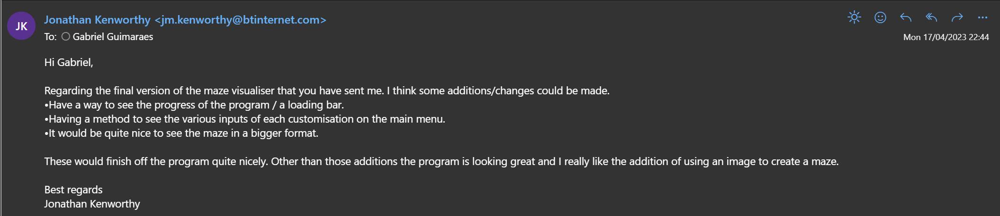 JK
Jonathan Kenworthy <jm.kenworthy@btinternet.com>
To: Gabriel Guimaraes
Mon 17/04/2023 22:44
Hi Gabriel,
Regarding the final version of the maze visualiser that you have sent me. I think some additions/changes could be made.
•Have a way to see the progress of the program / a loading bar.
•Having a method to see the various inputs of each customisation on the main menu.
•It would be quite nice to see the maze in a bigger format.
These would finish off the program quite nicely. Other than those additions the program is looking great and I really like the addition of using an image to create a maze.
Best regards
Jonathan Kenworthy